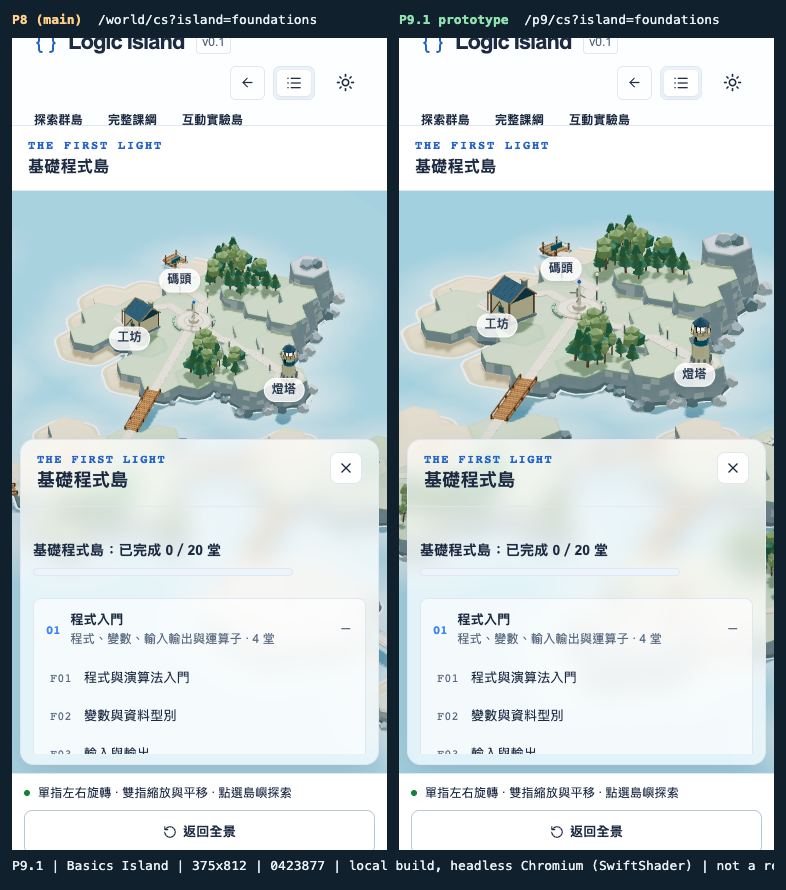 P8 (main) /world/cs?island=foundations
{ } Logic Island v0.1
探索群島 完整課綱 互動實驗島
THE FIRST LIGHT
基礎程式島
碼頭
工坊
燈塔
THE FIRST LIGHT
基礎程式島
基礎程式島：已完成 0 / 20 堂
01 程式入門
程式、變數、輸入輸出與運算子 · 4 堂
F01 程式與演算法入門
F02 變數與資料型別
F03 輸入與輸出
單指左右旋轉 · 雙指縮放與平移 · 點選島嶼探索
返回全景
P9.1 prototype /p9/cs?island=foundations
{ } Logic Island v0.1
探索群島 完整課綱 互動實驗島
THE FIRST LIGHT
基礎程式島
碼頭
工坊
燈塔
THE FIRST LIGHT
基礎程式島
基礎程式島：已完成 0 / 20 堂
01 程式入門
程式、變數、輸入輸出與運算子 · 4 堂
F01 程式與演算法入門
F02 變數與資料型別
F03 輸入與輸出
單指左右旋轉 · 雙指縮放與平移 · 點選島嶼探索
返回全景
P9.1 | Basics Island | 375x812 | 0423877 | local build, headless Chromium (SwiftShader) | not a